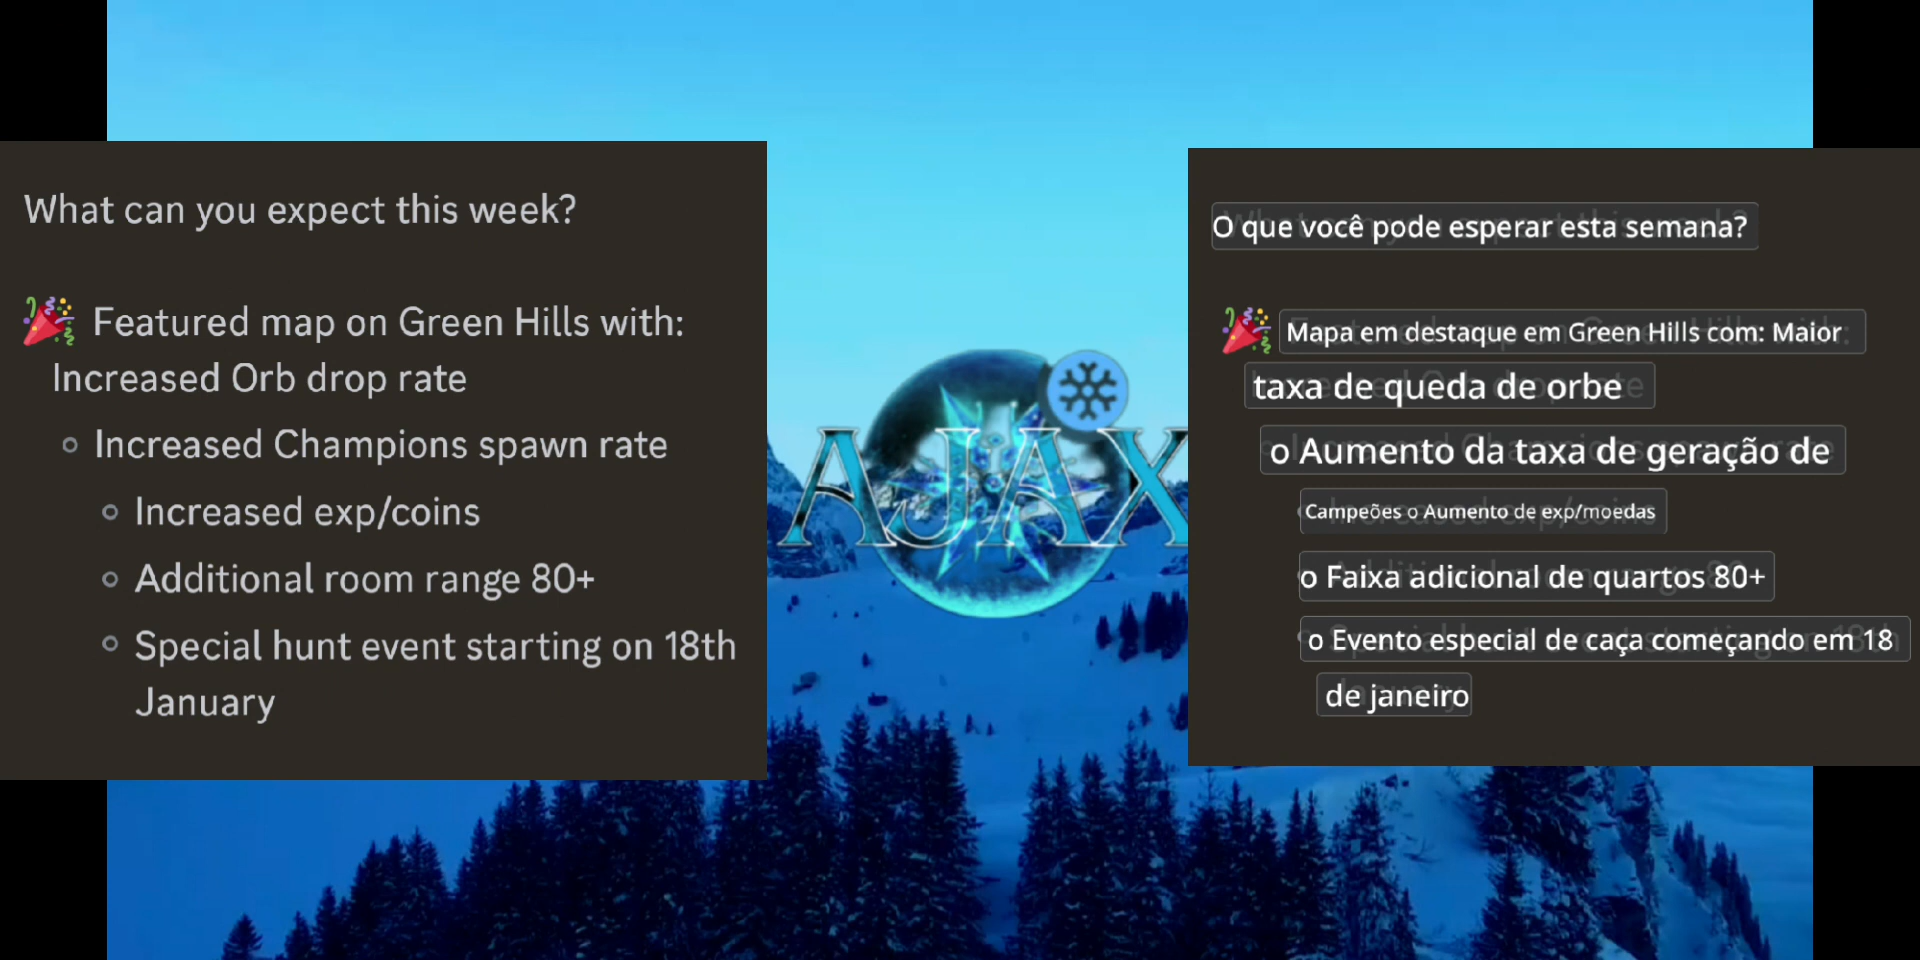 What can you expect this week?
🎉 Featured map on Green Hills with:
Increased Orb drop rate
Increased Champions spawn rate
Increased exp/coins
Additional room range 80+
Special hunt event starting on 18th
January
AJAX
O que você pode esperar esta semana?
🎉 Mapa em destaque em Green Hills com: Maior
taxa de queda de orbe
o Aumento da taxa de geração de
Campeões o Aumento de exp/moedas
o Faixa adicional de quartos 80+
o Evento especial de caça começando em 18
de janeiro